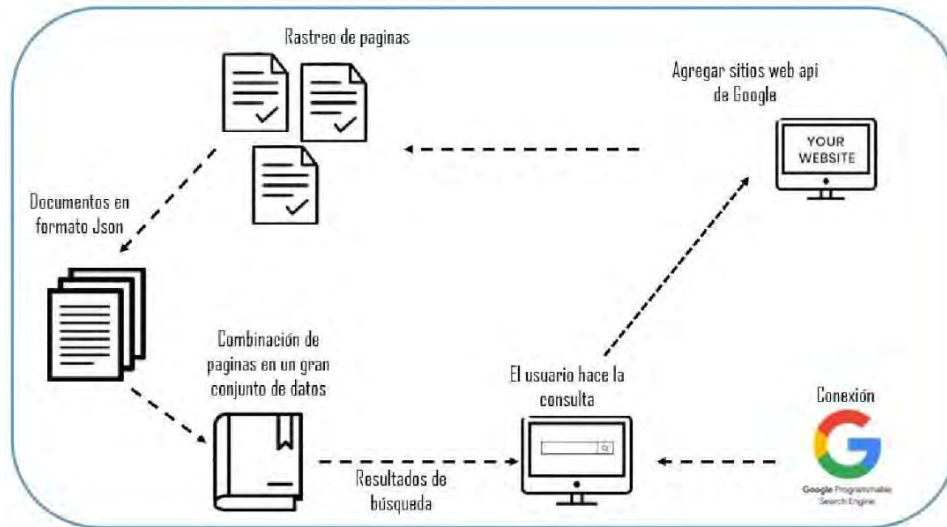 Rastreo de paginas
Agregar sitios web api
de Google
YOUR
WEBSITE
Documentos en
formato Json
Combinación de
paginas en un gran
conjunto de datos
El usuario hace la
consulta
Conexión
Resultados de
búsqueda
Google Programmable
Search Engine